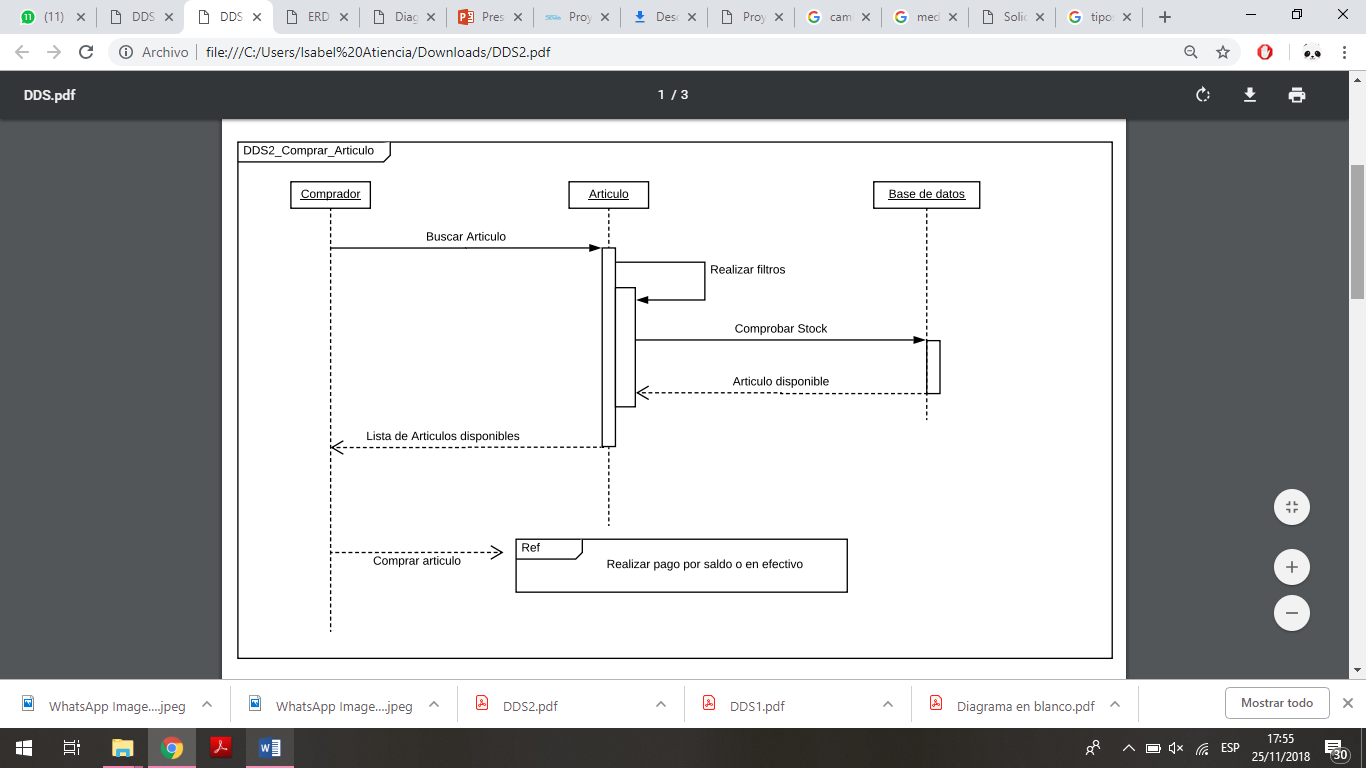 (11)
DDS
DDS
ERD
Diag
Pres
Proy
Desc
Proy
cam
med
Solic
tipos
Archivo
file:///C:/Users/Isabel%20Atiencia/Downloads/DDS2.pdf
DDS.pdf
1 / 3
DDS2_Comprar_Articulo
Comprador
Articulo
Base de datos
Buscar Articulo
Realizar filtros
Comprobar Stock
Articulo disponible
Lista de Articulos disponibles
Comprar articulo
Ref
Realizar pago por saldo o en efectivo
WhatsApp Image....jpeg
WhatsApp Image....jpeg
DDS2.pdf
DDS1.pdf
Diagrama en blanco.pdf
Mostrar todo
ESP
17:55
25/11/2018
30